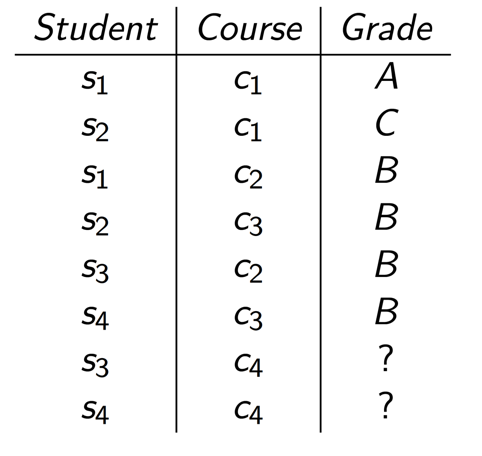 Student Course Grade
s₁ c₁ A
s₂ c₁ C
s₁ c₂ B
s₂ c₃ B
s₃ c₂ B
s₄ c₃ B
s₃ c₄ ?
s₄ c₄ ?